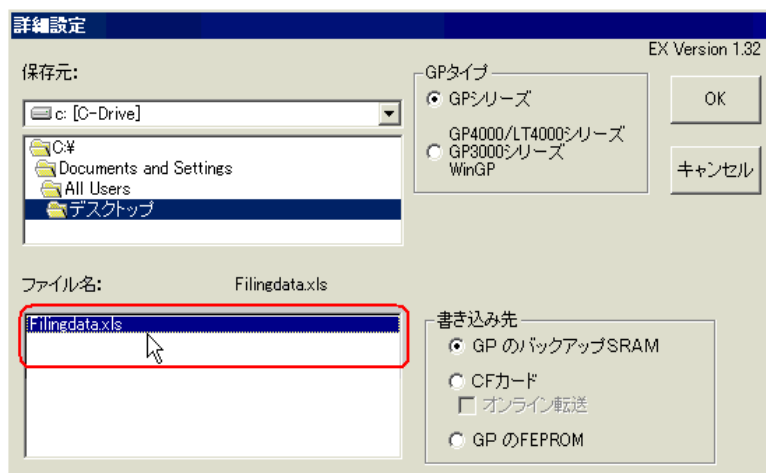 詳細設定
EX Version 1.32
保存元:
c: [C-Drive]
C:¥
Documents and Settings
All Users
デスクトップ
GPタイプ
GPシリーズ
GP4000/LT4000シリーズ
GP3000シリーズ
WinGP
OK
キャンセル
ファイル名:
Filingdata.xls
Filingdata.xls
書き込み先
GP のバックアップSRAM
CFカード
オンライン転送
GP のFEPROM